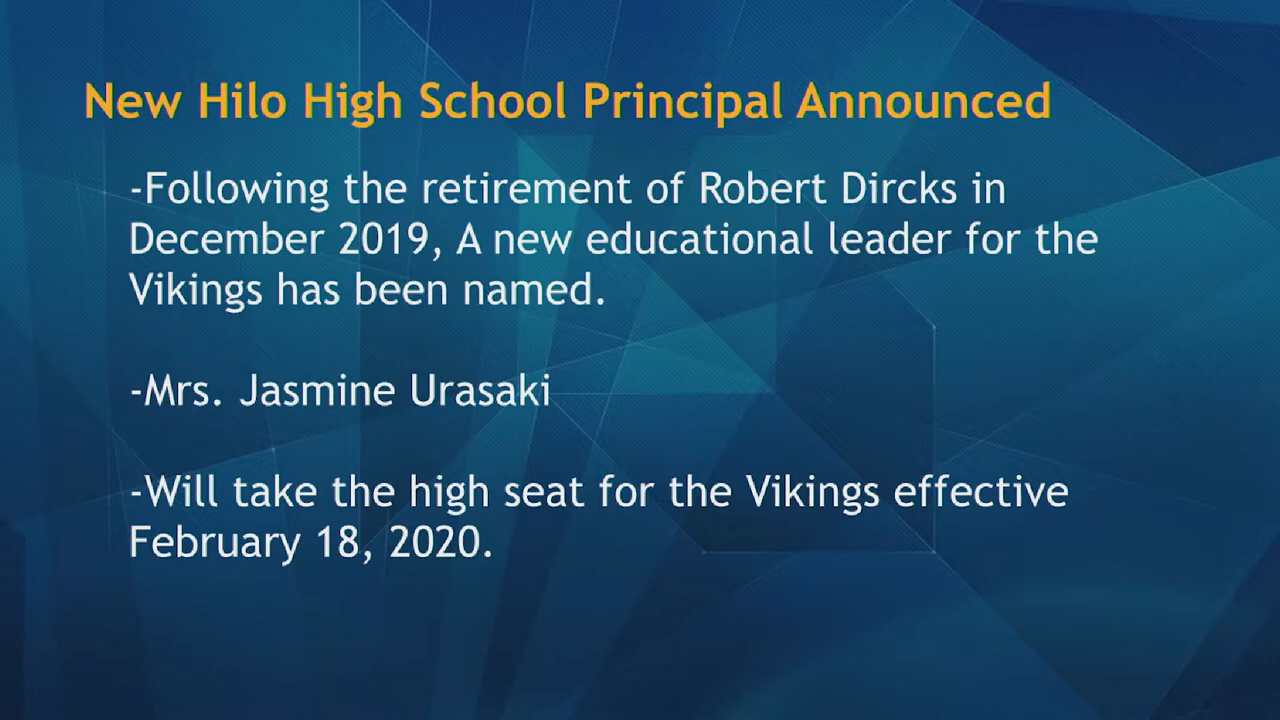 New Hilo High School Principal Announced
-Following the retirement of Robert Dircks in
December 2019, A new educational leader for the
Vikings has been named.
-Mrs. Jasmine Urasaki
-Will take the high seat for the Vikings effective
February 18, 2020.